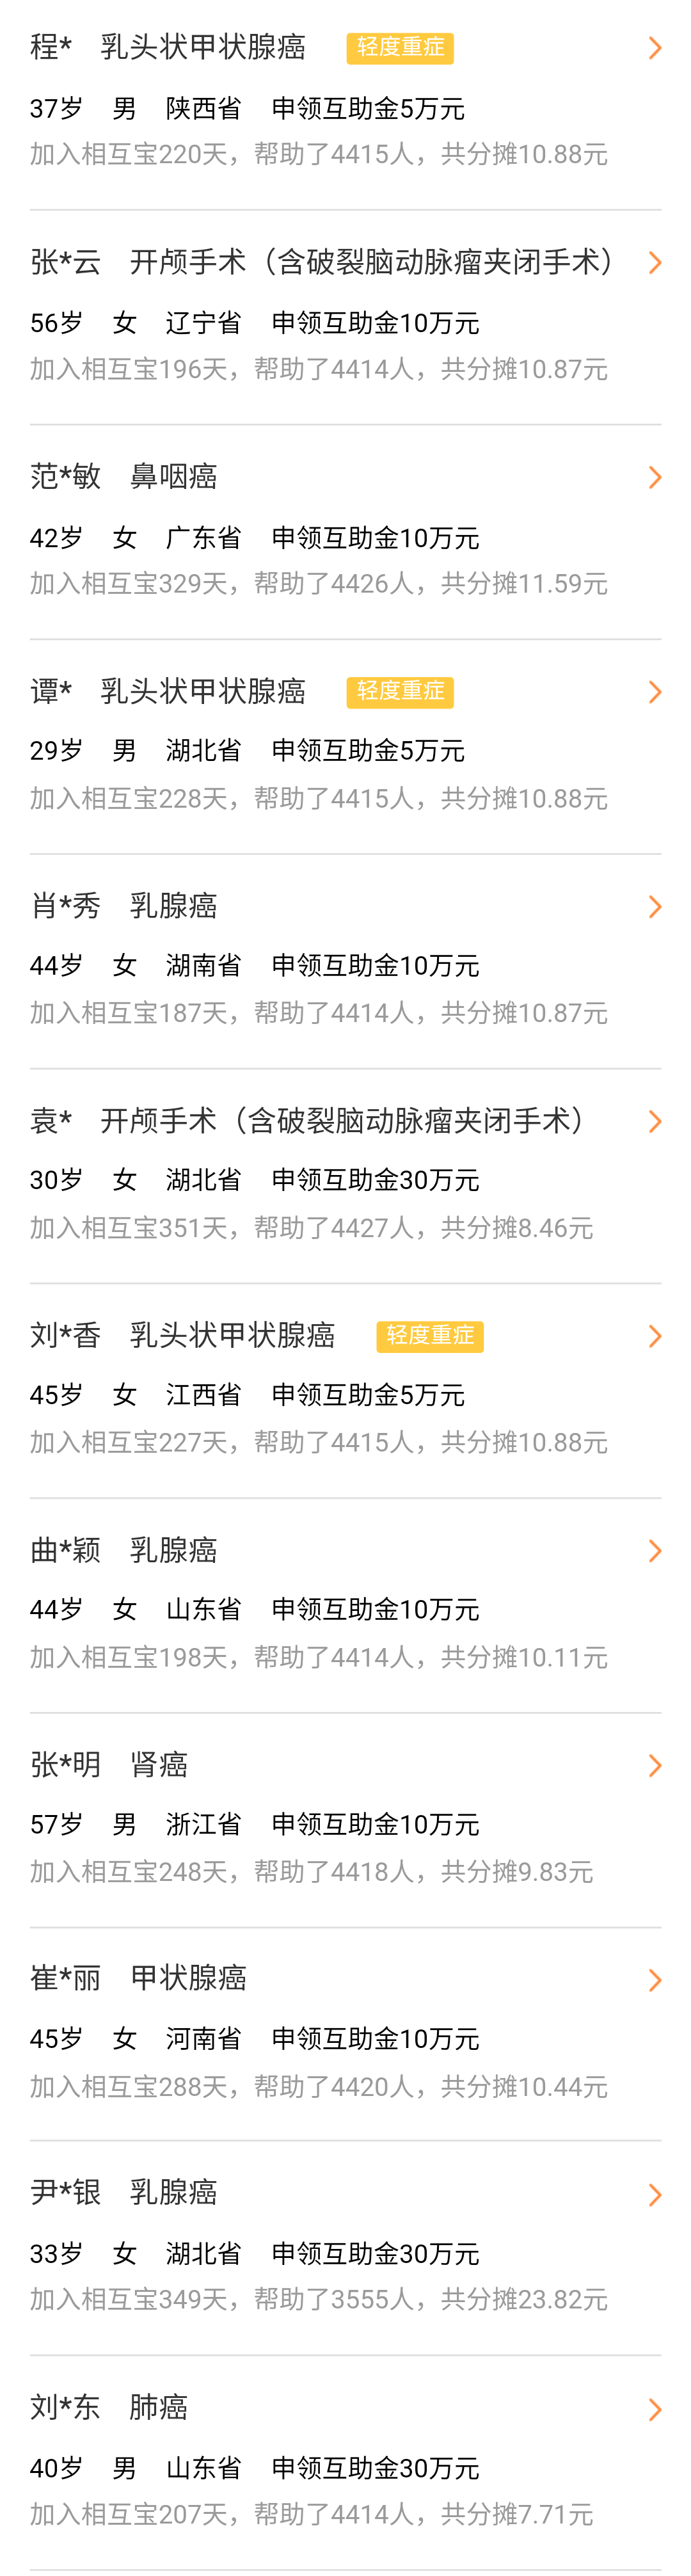 程* 乳头状甲状腺癌 轻度重症
37岁 男 陕西省 申领互助金5万元
加入相互宝220天，帮助了4415人，共分摊10.88元
张*云 开颅手术（含破裂脑动脉瘤夹闭手术）
56岁 女 辽宁省 申领互助金10万元
加入相互宝196天，帮助了4414人，共分摊10.87元
范*敏 鼻咽癌
42岁 女 广东省 申领互助金10万元
加入相互宝329天，帮助了4426人，共分摊11.59元
谭* 乳头状甲状腺癌 轻度重症
29岁 男 湖北省 申领互助金5万元
加入相互宝228天，帮助了4415人，共分摊10.88元
肖*秀 乳腺癌
44岁 女 湖南省 申领互助金10万元
加入相互宝187天，帮助了4414人，共分摊10.87元
袁* 开颅手术（含破裂脑动脉瘤夹闭手术）
30岁 女 湖北省 申领互助金30万元
加入相互宝351天，帮助了4427人，共分摊8.46元
刘*香 乳头状甲状腺癌 轻度重症
45岁 女 江西省 申领互助金5万元
加入相互宝227天，帮助了4415人，共分摊10.88元
曲*颖 乳腺癌
44岁 女 山东省 申领互助金10万元
加入相互宝198天，帮助了4414人，共分摊10.11元
张*明 肾癌
57岁 男 浙江省 申领互助金10万元
加入相互宝248天，帮助了4418人，共分摊9.83元
崔*丽 甲状腺癌
45岁 女 河南省 申领互助金10万元
加入相互宝288天，帮助了4420人，共分摊10.44元
尹*银 乳腺癌
33岁 女 湖北省 申领互助金30万元
加入相互宝349天，帮助了3555人，共分摊23.82元
刘*东 肺癌
40岁 男 山东省 申领互助金30万元
加入相互宝207天，帮助了4414人，共分摊7.71元